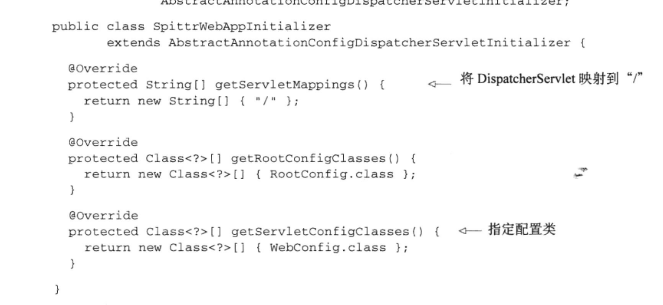 AbstractAnnotationConfigDispatcherServletInitializer;
public class SpittrWebAppInitializer
extends AbstractAnnotationConfigDispatcherServletInitializer {
@Override
protected String[] getServletMappings() { 将 DispatcherServlet 映射到“/”
return new String[] { "/" };
}
@Override
protected Class<?>[] getRootConfigClasses() {
return new Class<?>[] { RootConfig.class };
}
@Override
protected Class<?>[] getServletConfigClasses() { 指定配置类
return new Class<?>[] { WebConfig.class };
}
}